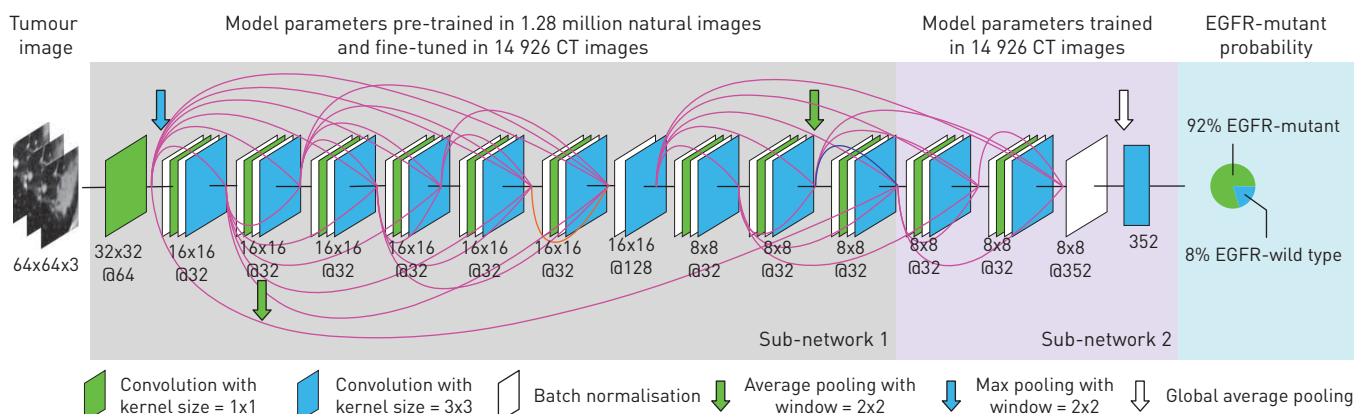 Tumour
image
Model parameters pre-trained in 1.28 million natural images
and fine-tuned in 14 926 CT images
Model parameters trained
in 14 926 CT images
EGFR-mutant
probability
92% EGFR-mutant
8% EGFR-wild type
64x64x3
32x32
@64
16x16
@32
16x16
@32
16x16
@32
16x16
@32
16x16
@32
16x16
@32
16x16
@128
8x8
@32
8x8
@32
8x8
@32
8x8
@32
8x8
@32
8x8
@352
352
Sub-network 1
Sub-network 2
Convolution with
kernel size = 1x1
Convolution with
kernel size = 3x3
Batch normalisation
Average pooling with
window = 2x2
Max pooling with
window = 2x2
Global average pooling